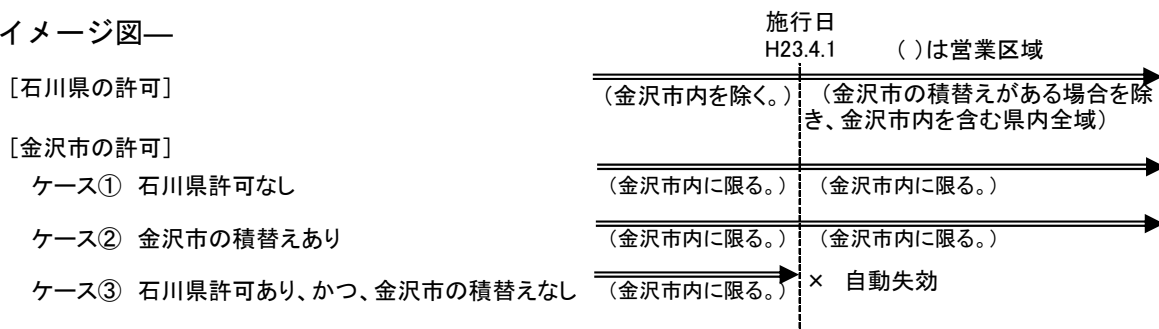 イメージ図―
施行日
H23.4.1 ( )は営業区域
[石川県の許可]
(金沢市内を除く。) (金沢市の積替えがある場合を除
き、金沢市内を含む県内全域)
[金沢市の許可]
ケース① 石川県許可なし (金沢市内に限る。) (金沢市内に限る。)
ケース② 金沢市の積替えあり (金沢市内に限る。) (金沢市内に限る。)
ケース③ 石川県許可あり、かつ、金沢市の積替えなし (金沢市内に限る。) × 自動失効